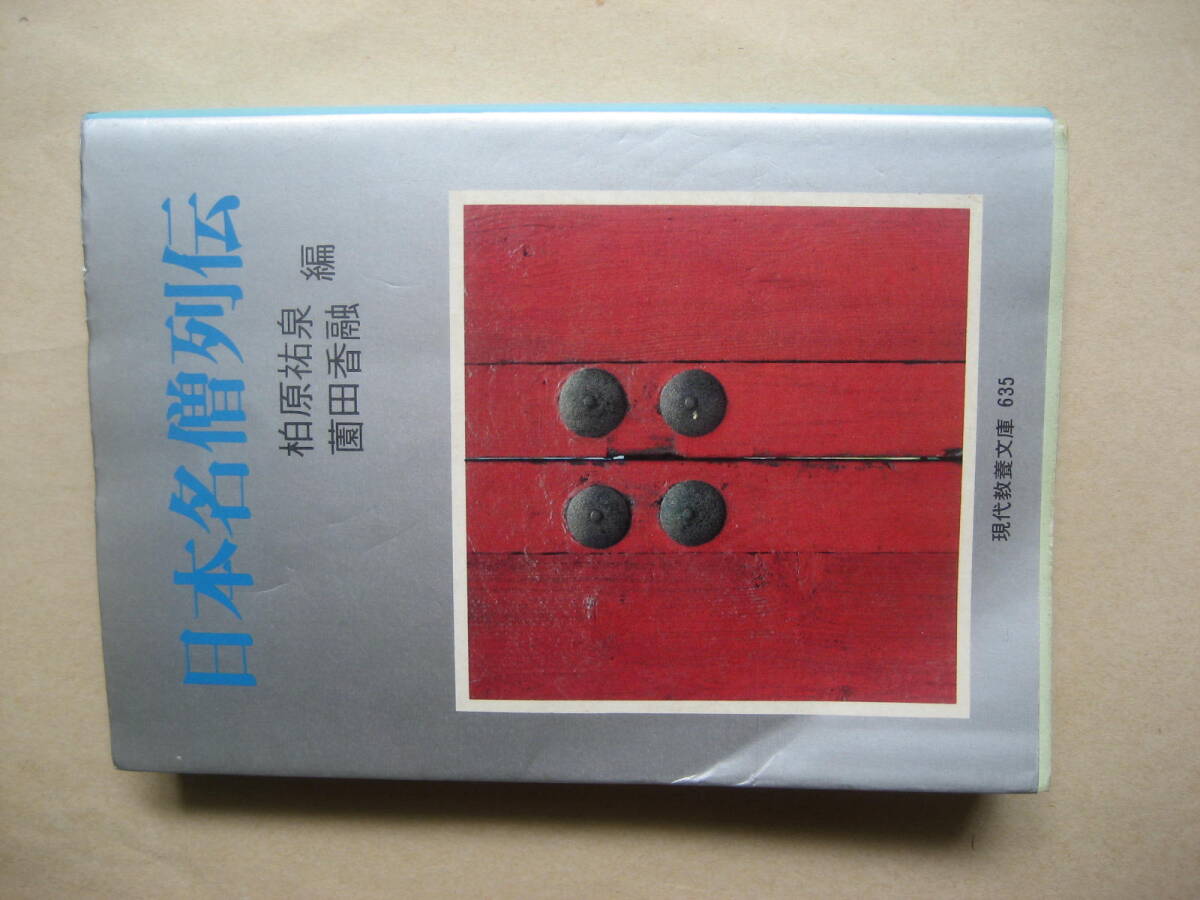 日本名僧列伝
柏原祐泉
薗田香融
編
現代教養文庫 635